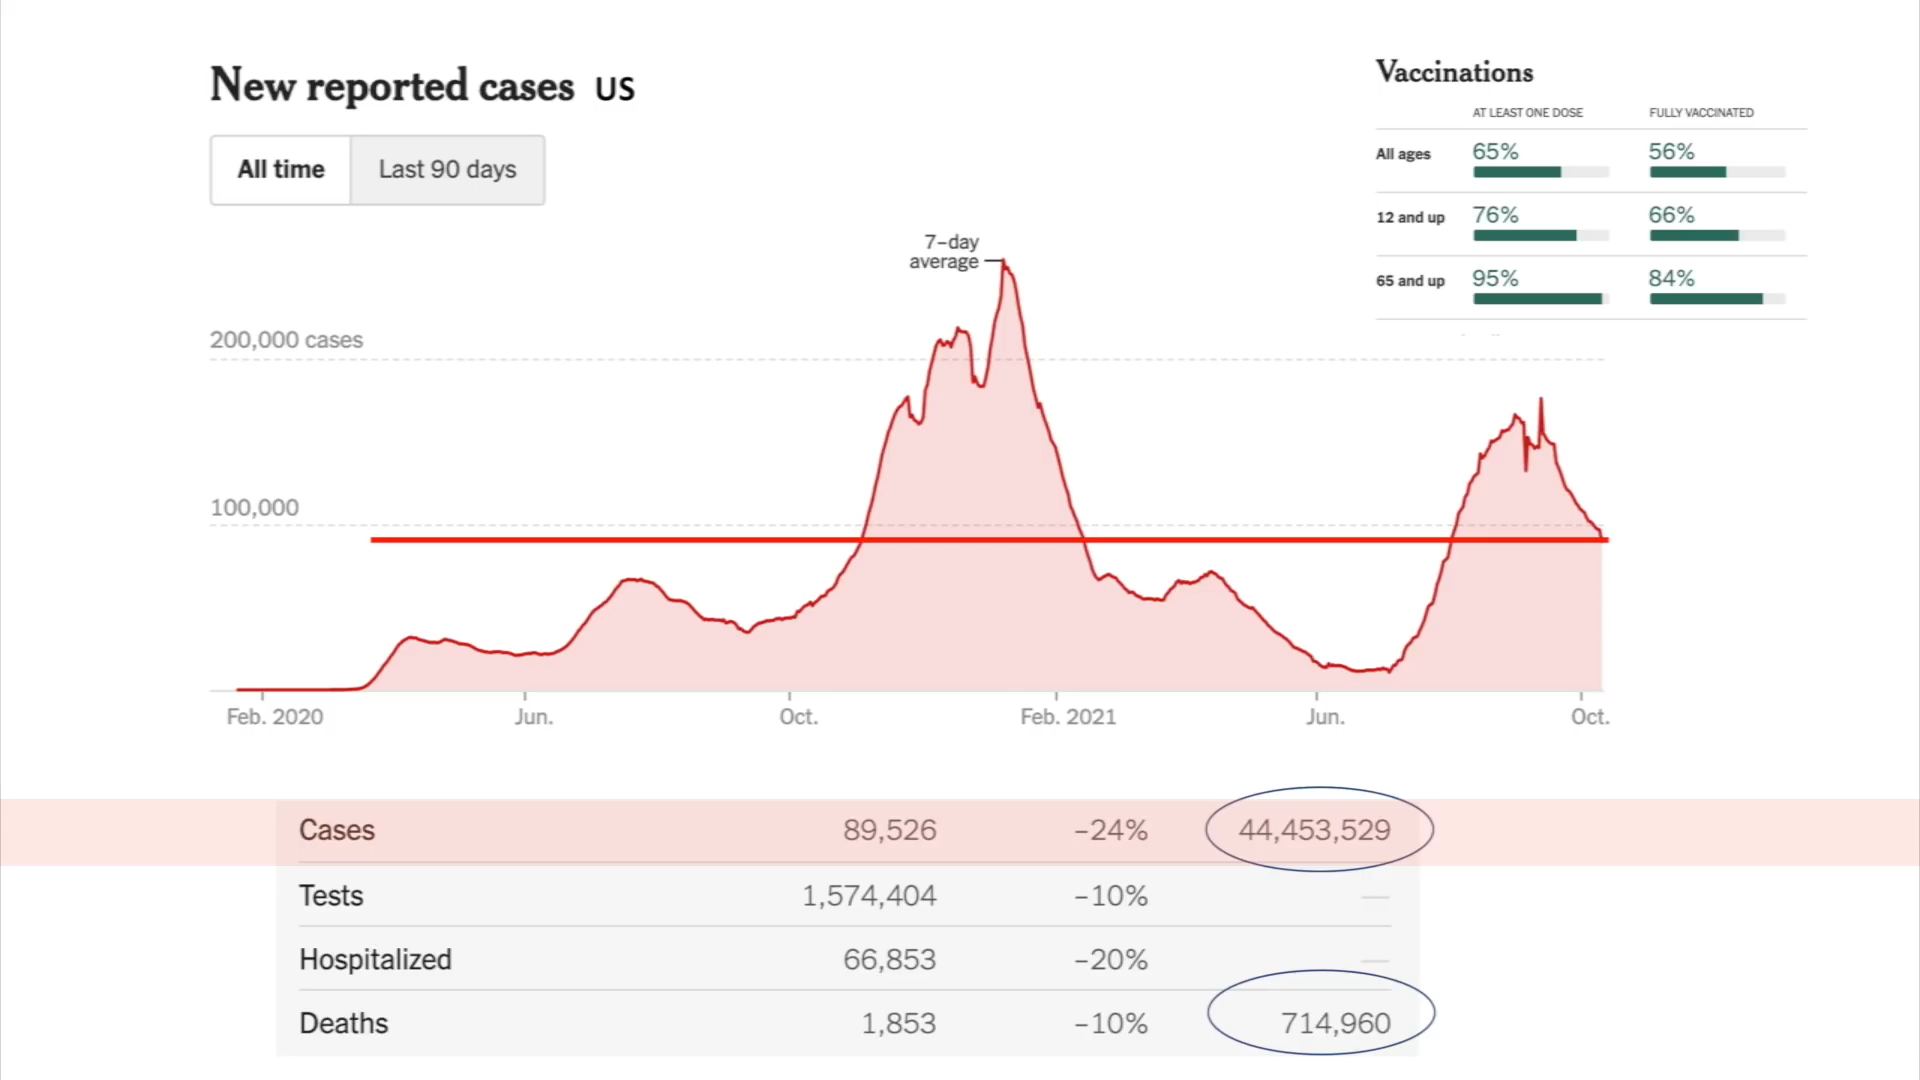 New reported cases US
All time Last 90 days
Vaccinations
AT LEAST ONE DOSE FULLY VACCINATED
All ages 65% 56%
12 and up 76% 66%
65 and up 95% 84%
7–day
average
200,000 cases
100,000
Feb. 2020 Jun. Oct. Feb. 2021 Jun. Oct.
Cases 89,526 –24% 44,453,529
Tests 1,574,404 –10% —
Hospitalized 66,853 –20% —
Deaths 1,853 –10% 714,960